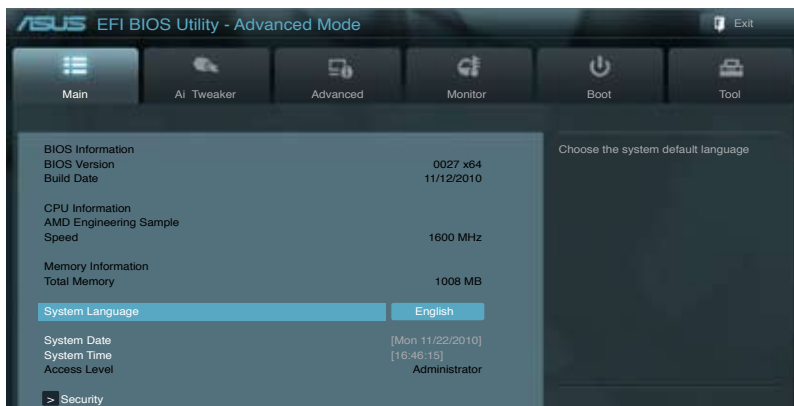 ASUS EFI BIOS Utility - Advanced Mode Exit
Main Ai Tweaker Advanced Monitor Boot Tool
Choose the system default language
BIOS Information
BIOS Version 0027 x64
Build Date 11/12/2010
CPU Information
AMD Engineering Sample
Speed 1600 MHz
Memory Information
Total Memory 1008 MB
System Language English
System Date [Mon 11/22/2010]
System Time [16:46:15]
Access Level Administrator
> Security